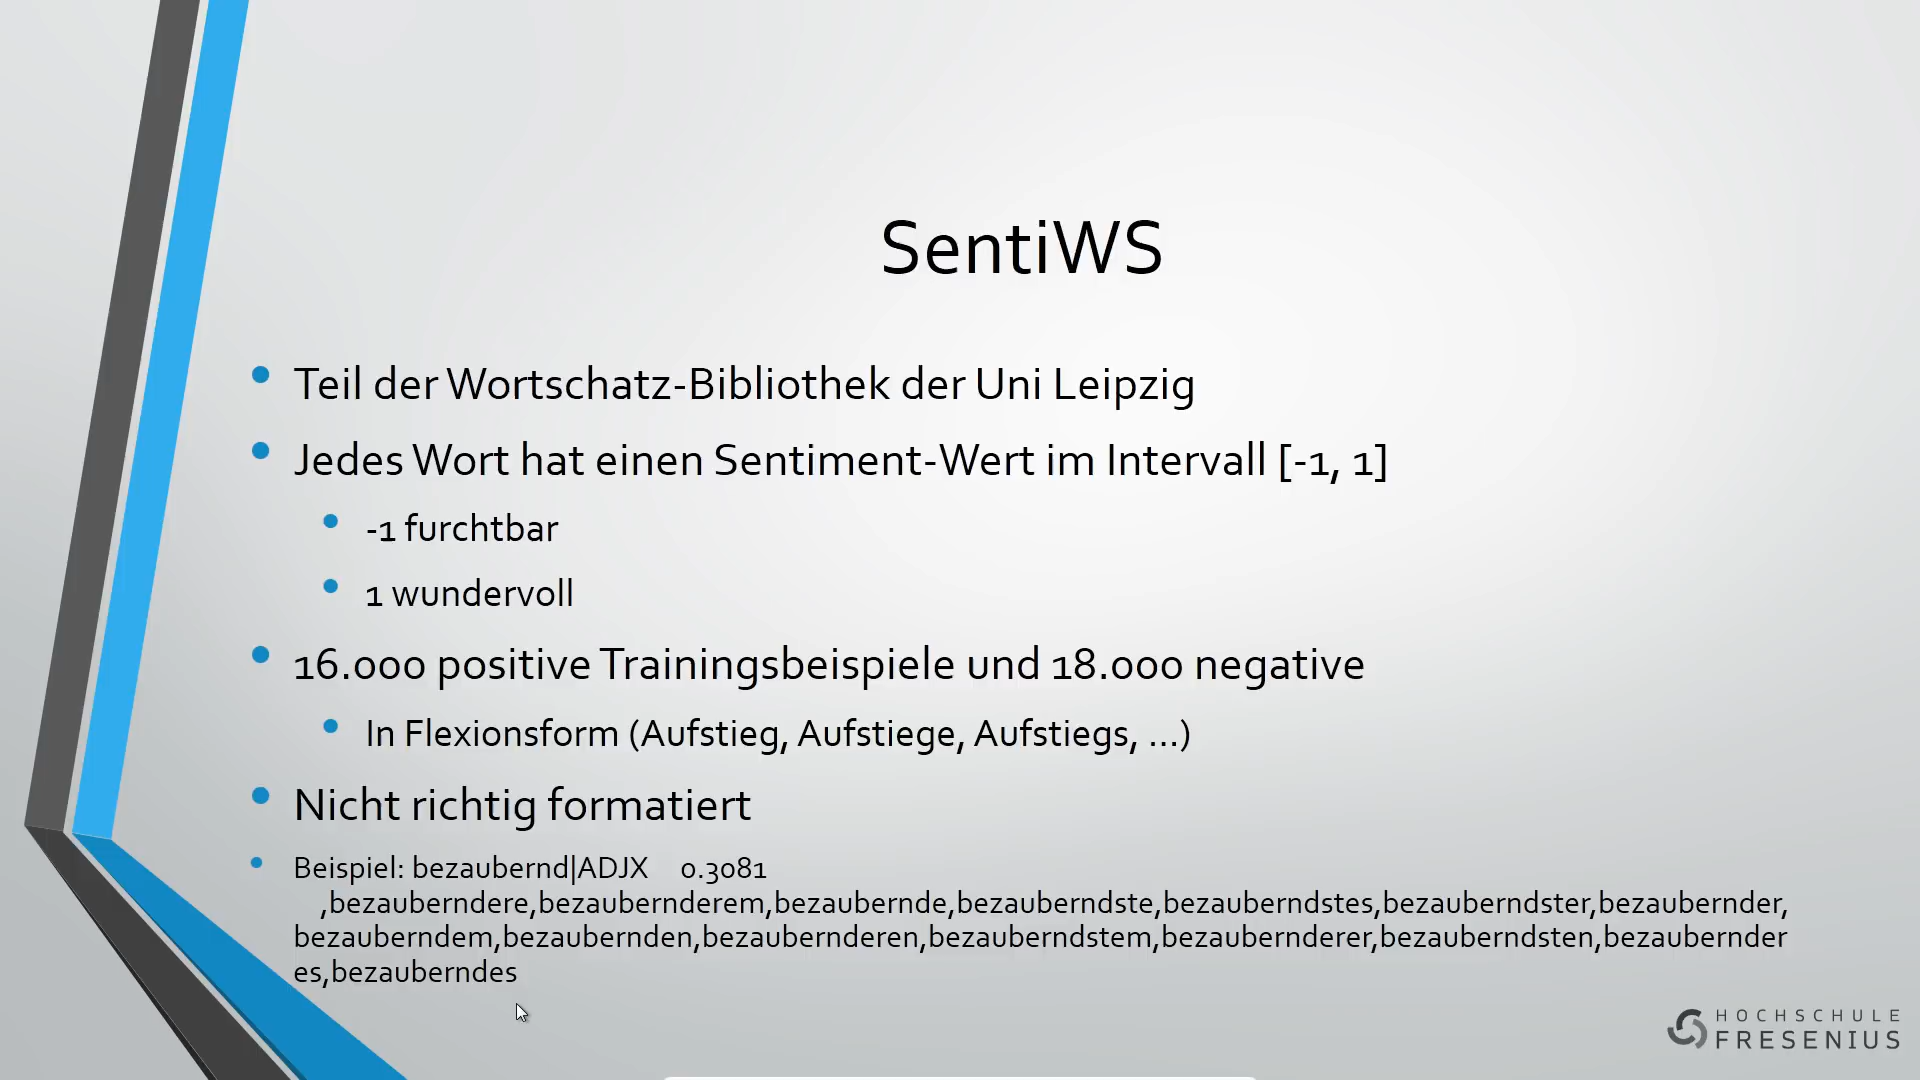 SentiWS
Teil der Wortschatz-Bibliothek der Uni Leipzig
Jedes Wort hat einen Sentiment-Wert im Intervall [-1, 1]
-1 furchtbar
1 wundervoll
16.000 positive Trainingsbeispiele und 18.000 negative
In Flexionsform (Aufstieg, Aufstiege, Aufstiegs, ...)
Nicht richtig formatiert
Beispiel: bezaubernd|ADJX 0.3081
,bezauberndere,bezaubernderem,bezaubernde,bezauberndste,bezauberndstes,bezauberndster,bezaubernder,
bezauberndem,bezaubernden,bezaubernderen,bezauberndstem,bezaubernderer,bezauberndsten,bezaubernder
es,bezauberndes
HOCHSCHULE
FRESENIUS